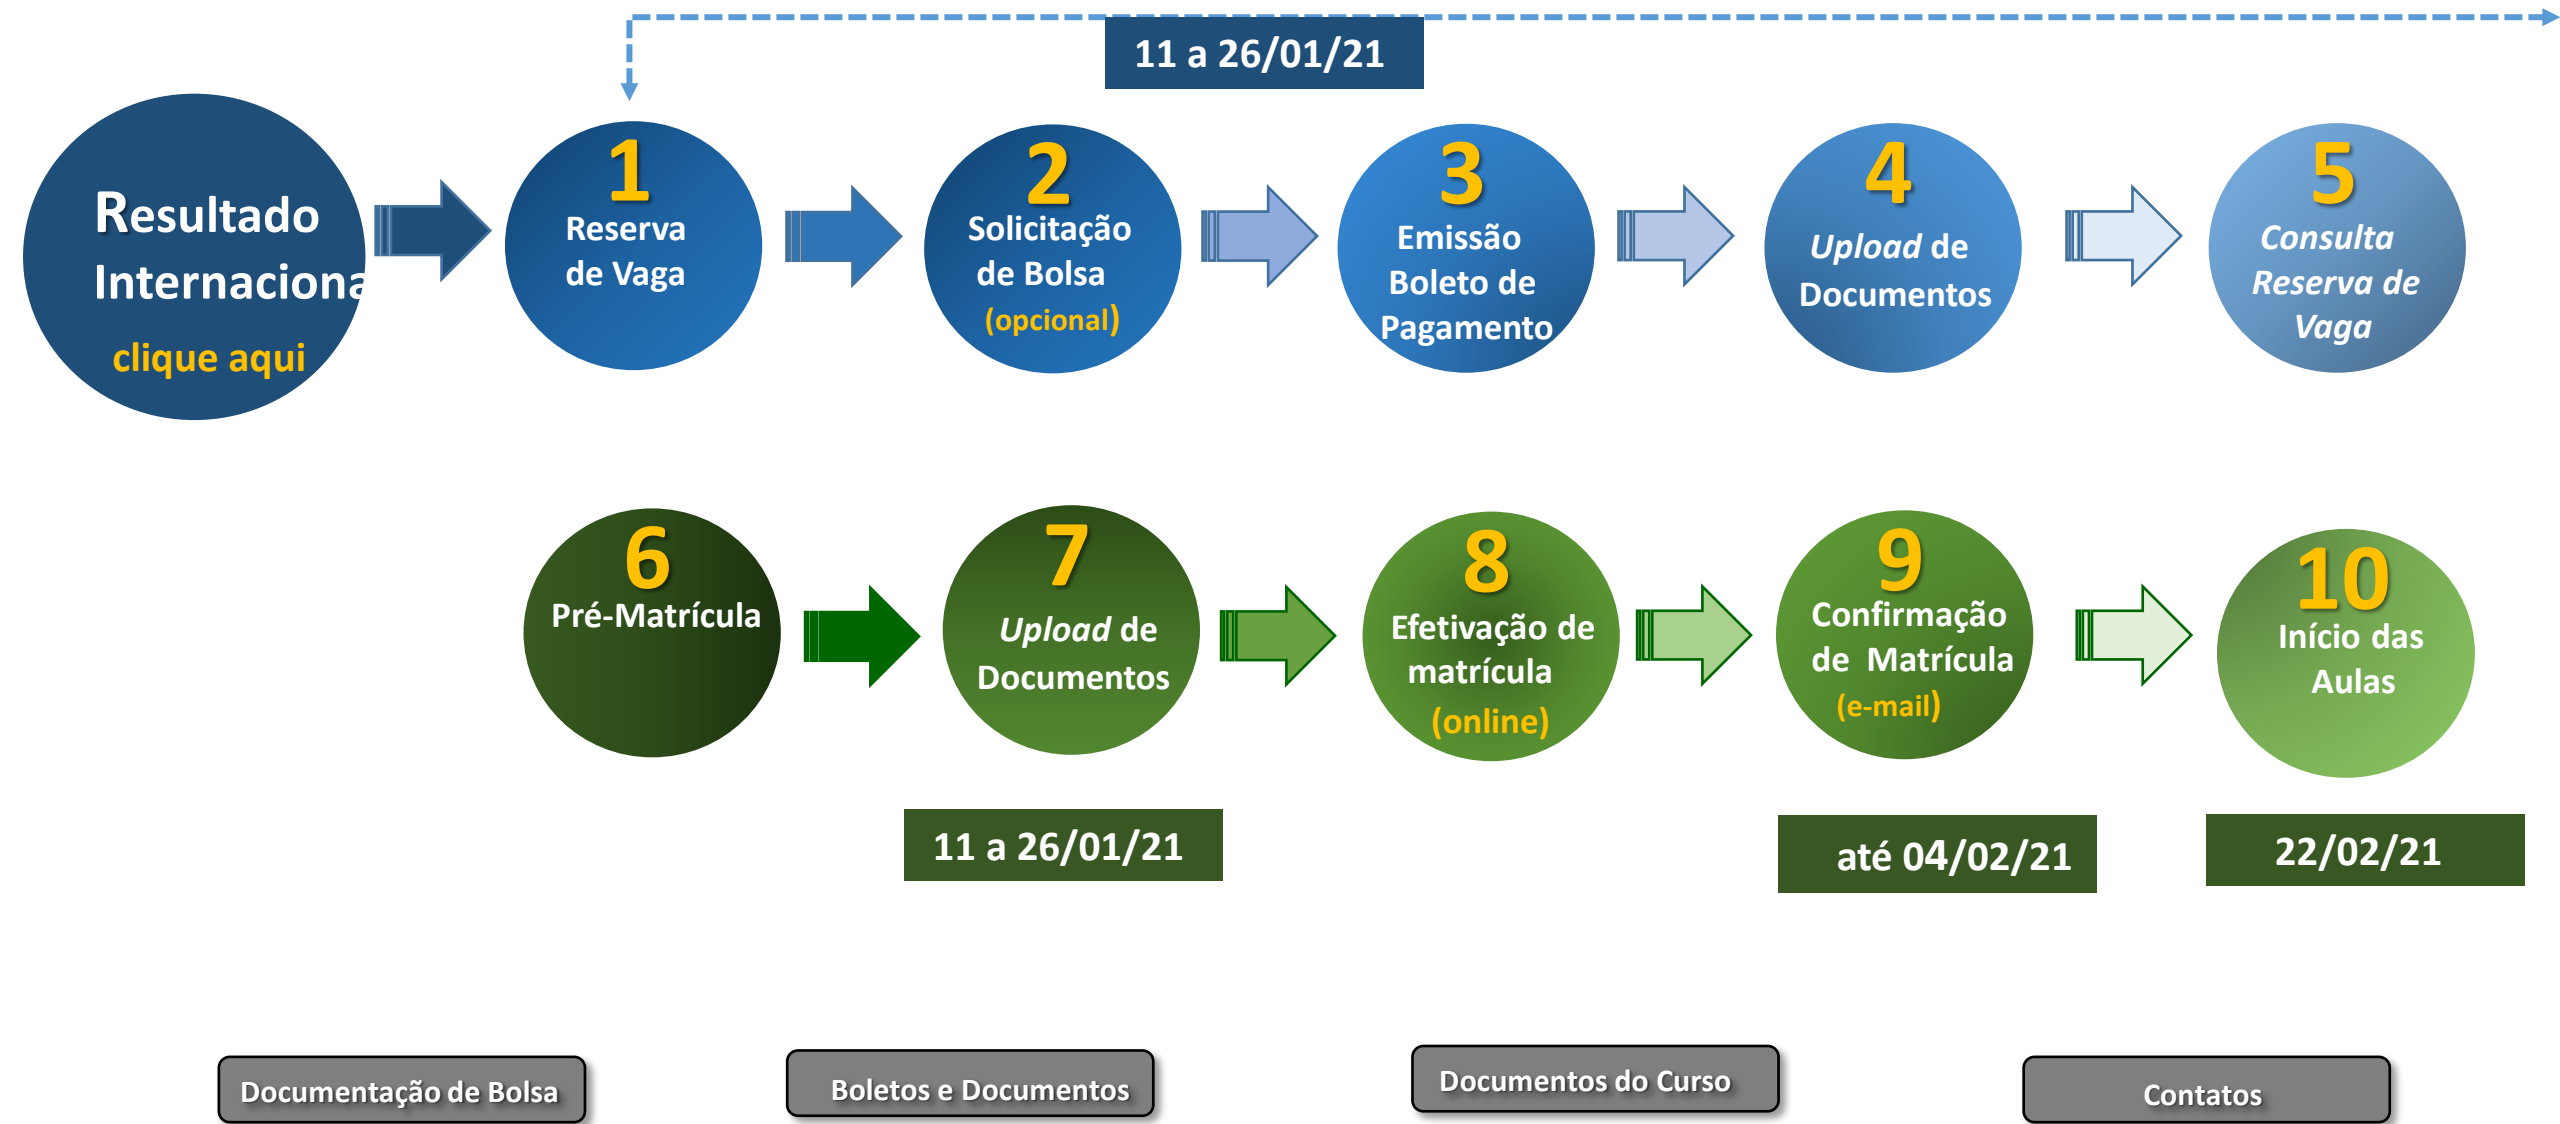 11 a 26/01/21
Resultado
Internaciona
clique aqui
1
Reserva
de Vaga
2
Solicitação
de Bolsa
(opcional)
3
Emissão
Boleto de
Pagamento
4
Upload de
Documentos
5
Consulta
Reserva de
Vaga
6
Pré-Matrícula
7
Upload de
Documentos
8
Efetivação de
matrícula
(online)
9
Confirmação
de Matrícula
(e-mail)
10
Início das
Aulas
11 a 26/01/21
até 04/02/21
22/02/21
Documentação de Bolsa
Boletos e Documentos
Documentos do Curso
Contatos